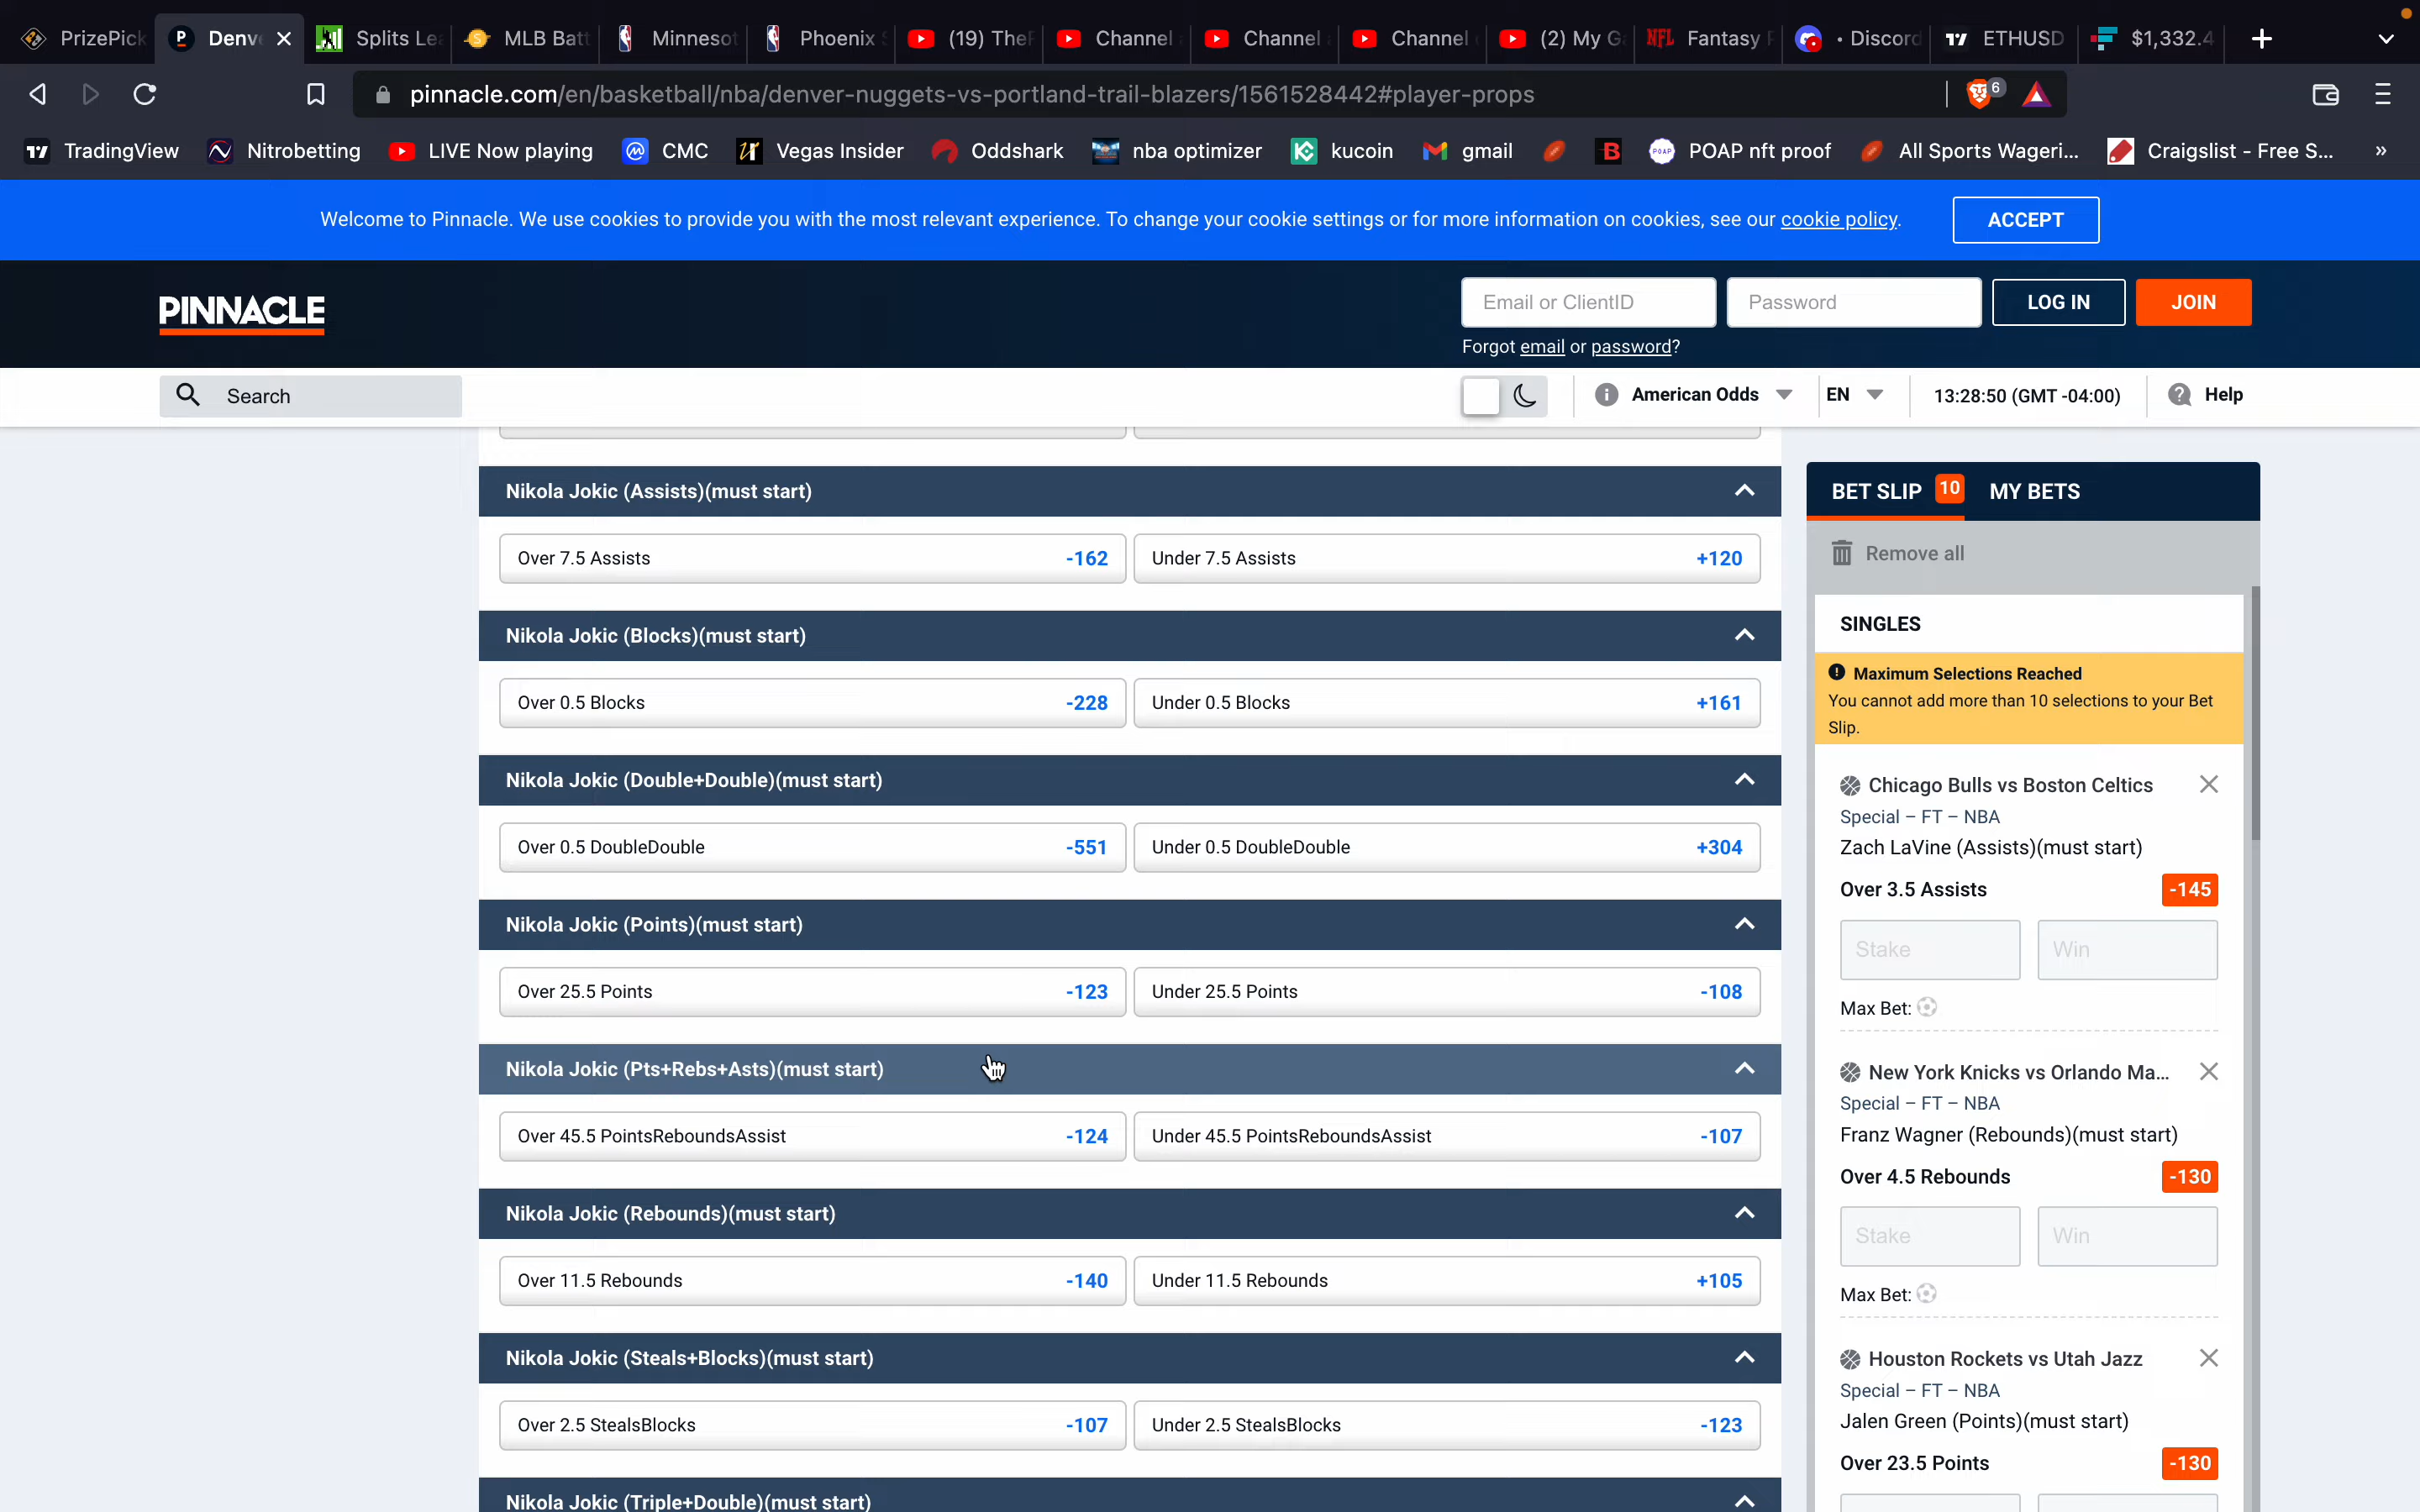 PrizePick
Denv
Splits Lea
MLB Batt
Minnesot
Phoenix S
(19) TheF
Channel
Channel
Channel
(2) My G
NFL Fantasy F
• Discord
ETHUSD
$1,332.4
pinnacle.com/en/basketball/nba/denver-nuggets-vs-portland-trail-blazers/1561528442#player-props
6
TradingView
Nitrobetting
LIVE Now playing
CMC
Vegas Insider
Oddshark
nba optimizer
kucoin
gmail
B
POAP nft proof
All Sports Wageri...
Craigslist - Free S...
»
Welcome to Pinnacle. We use cookies to provide you with the most relevant experience. To change your cookie settings or for more information on cookies, see our cookie policy.
ACCEPT
PINNACLE
Email or ClientID
Password
LOG IN
JOIN
Forgot email or password?
Search
American Odds
EN
13:28:50 (GMT -04:00)
Help
Nikola Jokic (Assists)(must start)
Over 7.5 Assists -162
Under 7.5 Assists +120
Nikola Jokic (Blocks)(must start)
Over 0.5 Blocks -228
Under 0.5 Blocks +161
Nikola Jokic (Double+Double)(must start)
Over 0.5 DoubleDouble -551
Under 0.5 DoubleDouble +304
Nikola Jokic (Points)(must start)
Over 25.5 Points -123
Under 25.5 Points -108
Nikola Jokic (Pts+Rebs+Asts)(must start)
Over 45.5 PointsReboundsAssist -124
Under 45.5 PointsReboundsAssist -107
Nikola Jokic (Rebounds)(must start)
Over 11.5 Rebounds -140
Under 11.5 Rebounds +105
Nikola Jokic (Steals+Blocks)(must start)
Over 2.5 StealsBlocks -107
Under 2.5 StealsBlocks -123
Nikola Jokic (Triple+Double)(must start)
BET SLIP 10
MY BETS
Remove all
SINGLES
Maximum Selections Reached
You cannot add more than 10 selections to your Bet
Slip.
Chicago Bulls vs Boston Celtics
Special – FT – NBA
Zach LaVine (Assists)(must start)
Over 3.5 Assists -145
Stake
Win
Max Bet:
New York Knicks vs Orlando Ma...
Special – FT – NBA
Franz Wagner (Rebounds)(must start)
Over 4.5 Rebounds -130
Stake
Win
Max Bet:
Houston Rockets vs Utah Jazz
Special – FT – NBA
Jalen Green (Points)(must start)
Over 23.5 Points -130